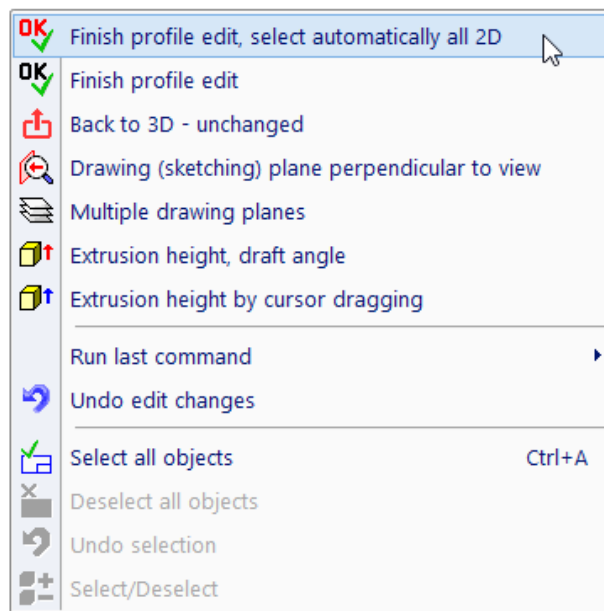 OK Finish profile edit, select automatically all 2D
OK Finish profile edit
Back to 3D - unchanged
Drawing (sketching) plane perpendicular to view
Multiple drawing planes
Extrusion height, draft angle
Extrusion height by cursor dragging
Run last command
Undo edit changes
Select all objects Ctrl+A
Deselect all objects
Undo selection
Select/Deselect